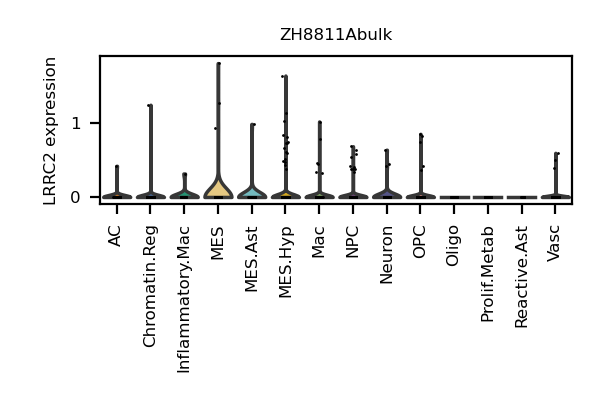 ZH8811Abulk
LRRC2 expression
1
0
AC
Chromatin.Reg
Inflammatory.Mac
MES
MES.Ast
MES.Hyp
Mac
NPC
Neuron
OPC
Oligo
Prolif.Metab
Reactive.Ast
Vasc